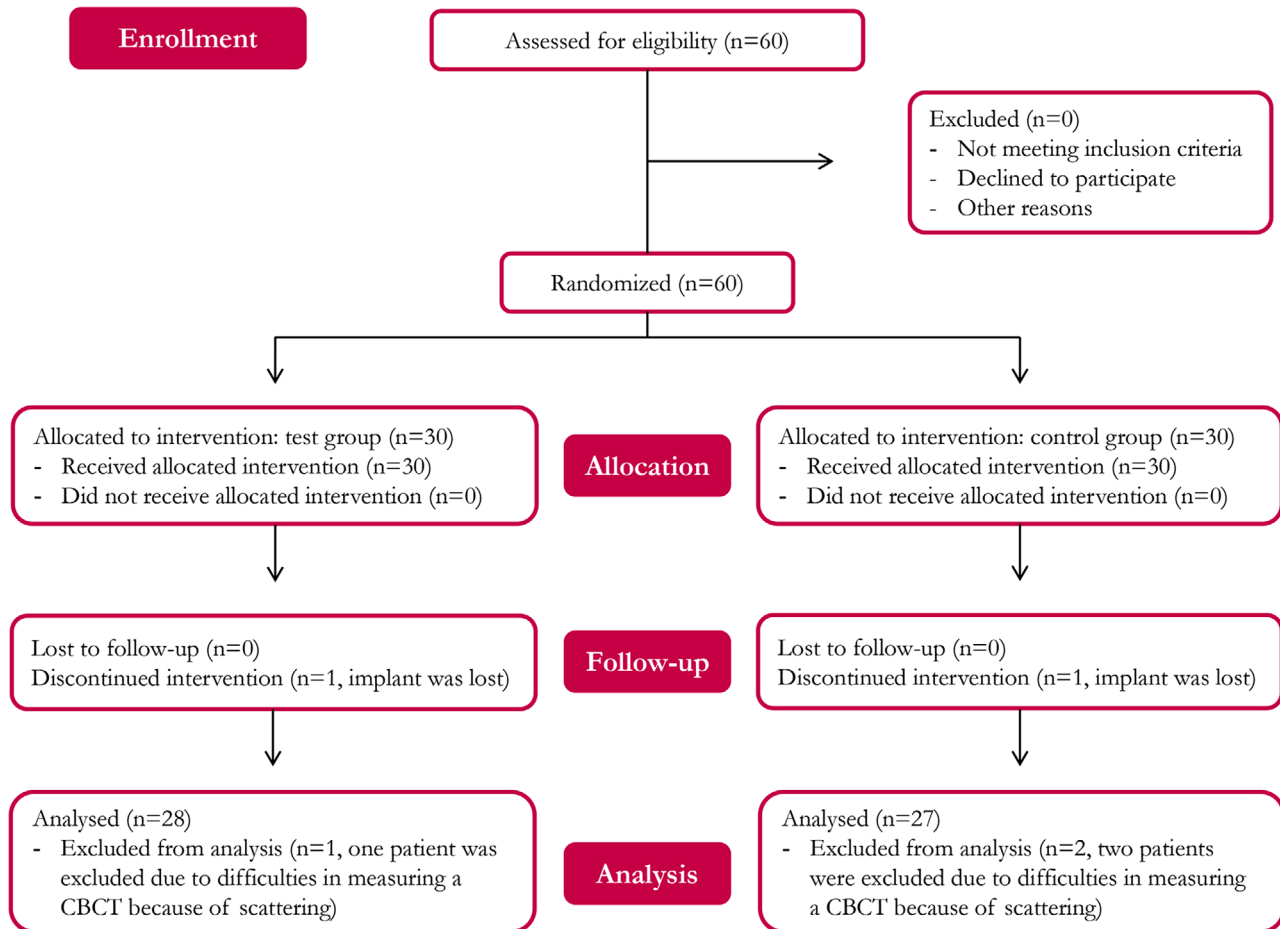 Enrollment
Assessed for eligibility (n=60)
Excluded (n=0)
- Not meeting inclusion criteria
- Declined to participate
- Other reasons
Randomized (n=60)
Allocated to intervention: test group (n=30)
- Received allocated intervention (n=30)
- Did not receive allocated intervention (n=0)
Allocation
Allocated to intervention: control group (n=30)
- Received allocated intervention (n=30)
- Did not receive allocated intervention (n=0)
Lost to follow-up (n=0)
Discontinued intervention (n=1, implant was lost)
Follow-up
Lost to follow-up (n=0)
Discontinued intervention (n=1, implant was lost)
Analysed (n=28)
- Excluded from analysis (n=1, one patient was
excluded due to difficulties in measuring a
CBCT because of scattering)
Analysis
Analysed (n=27)
- Excluded from analysis (n=2, two patients
were excluded due to difficulties in measuring
a CBCT because of scattering)